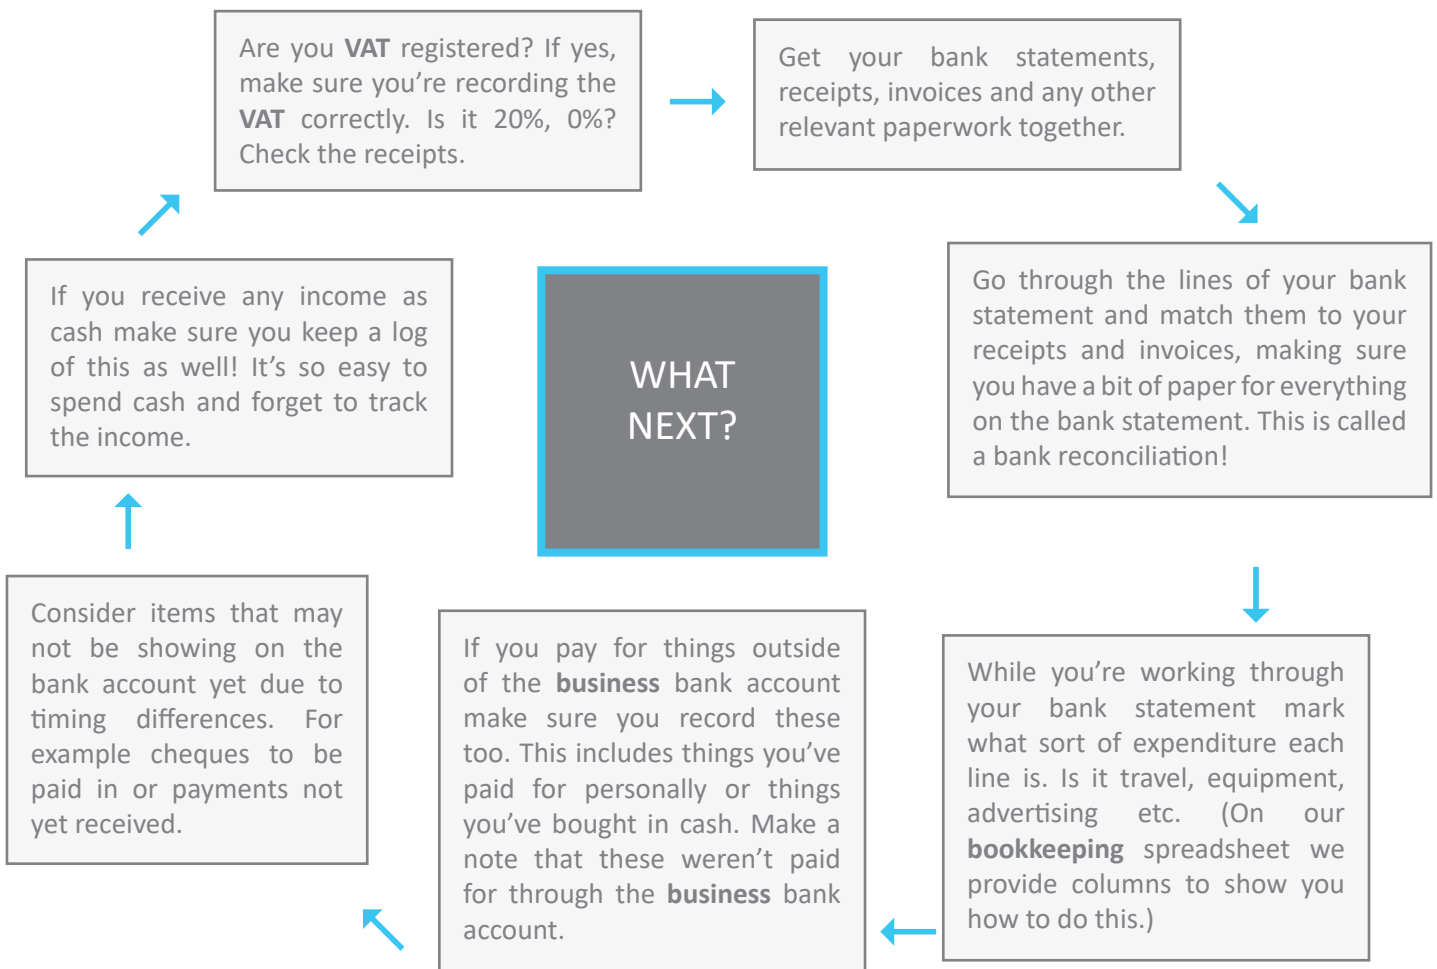 Are you VAT registered? If yes,
make sure you’re recording the
VAT correctly. Is it 20%, 0%?
Check the receipts.
Get your bank statements,
receipts, invoices and any other
relevant paperwork together.
Go through the lines of your bank
statement and match them to your
receipts and invoices, making sure
you have a bit of paper for everything
on the bank statement. This is called
a bank reconciliation!
While you’re working through
your bank statement mark
what sort of expenditure each
line is. Is it travel, equipment,
advertising etc. (On our
bookkeeping spreadsheet we
provide columns to show you
how to do this.)
If you pay for things outside
of the business bank account
make sure you record these
too. This includes things you’ve
paid for personally or things
you’ve bought in cash. Make a
note that these weren’t paid
for through the business bank
account.
Consider items that may
not be showing on the
bank account yet due to
timing differences. For
example cheques to be
paid in or payments not
yet received.
If you receive any income as
cash make sure you keep a log
of this as well! It’s so easy to
spend cash and forget to track
the income.
WHAT
NEXT?